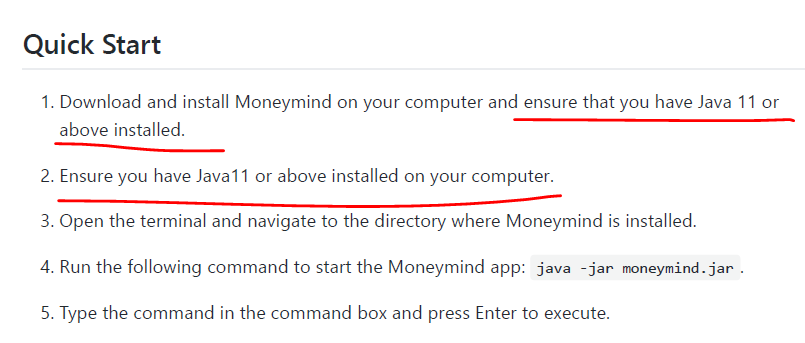 Quick Start
1. Download and install Moneymind on your computer and ensure that you have Java 11 or
above installed.
2. Ensure you have Java11 or above installed on your computer.
3. Open the terminal and navigate to the directory where Moneymind is installed.
4. Run the following command to start the Moneymind app: java -jar moneymind.jar.
5. Type the command in the command box and press Enter to execute.